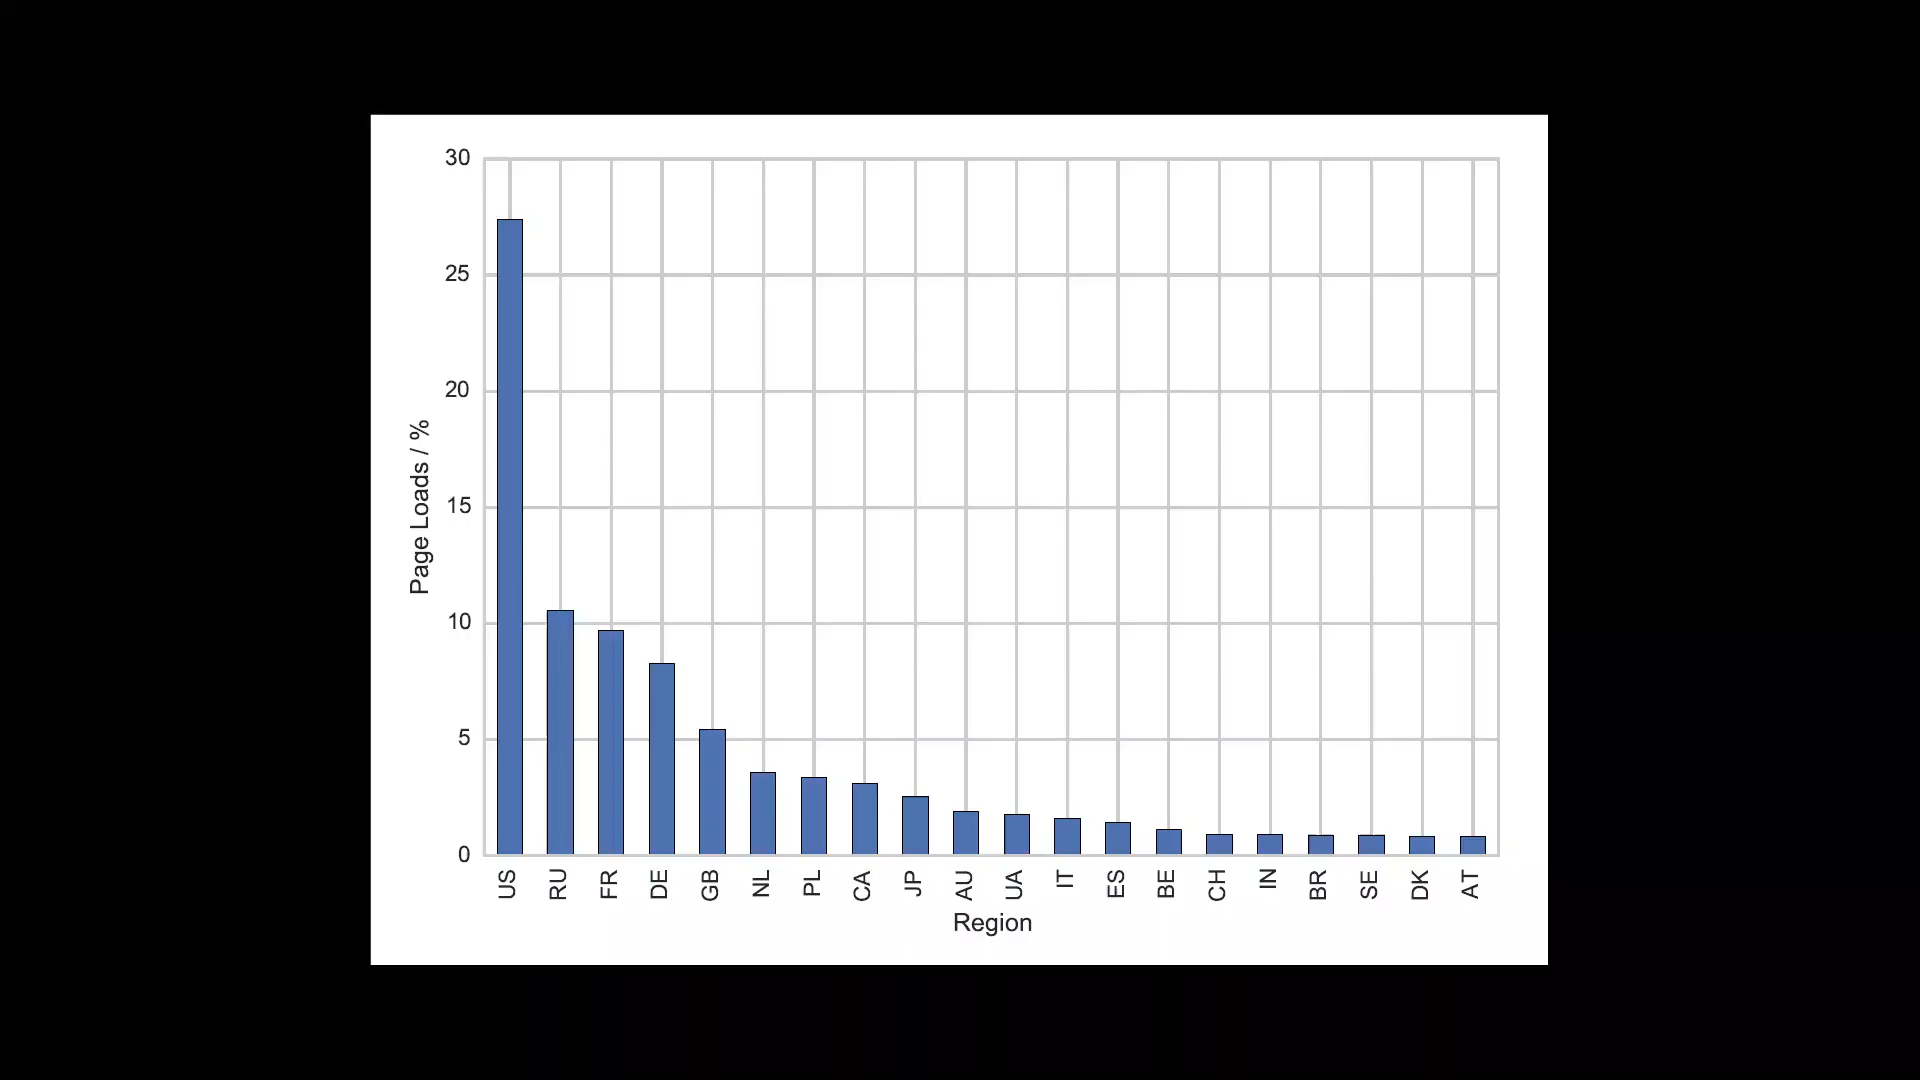 30
25
20
15
10
5
0
Page Loads / %
US RU FR DE GB NL PL CA JP AU UA IT ES BE CH IN BR SE DK AT
Region